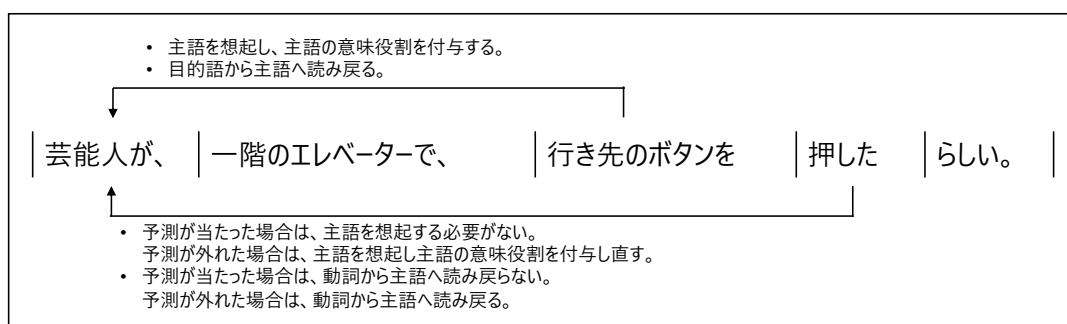 • 主語を想起し、主語の意味役割を付与する。
• 目的語から主語へ読み戻る。
芸能人が、 一階のエレベーターで、 行き先のボタンを 押した らしい。
• 予測が当たった場合は、主語を想起する必要がない。
予測が外れた場合は、主語を想起し主語の意味役割を付与し直す。
• 予測が当たった場合は、動詞から主語へ読み戻らない。
予測が外れた場合は、動詞から主語へ読み戻る。